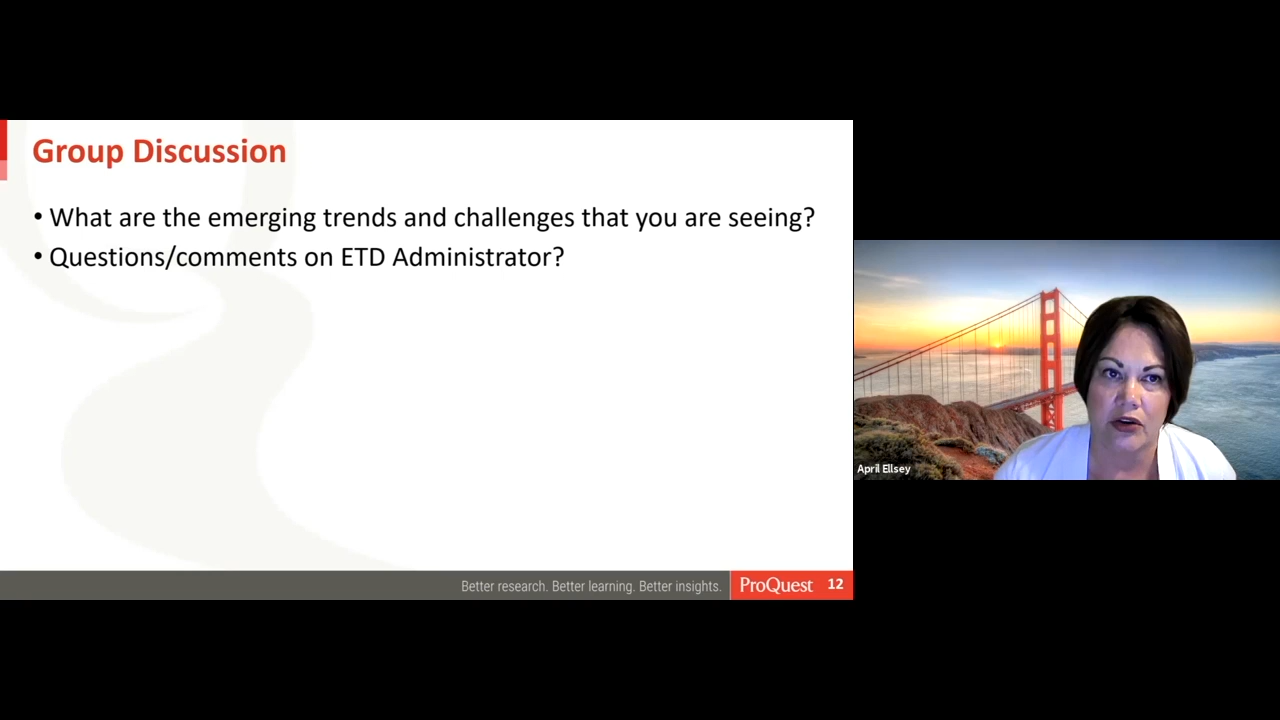 Group Discussion
• What are the emerging trends and challenges that you are seeing?
• Questions/comments on ETD Administrator?
April Ellsey
Better research. Better learning. Better insights.
ProQuest
12